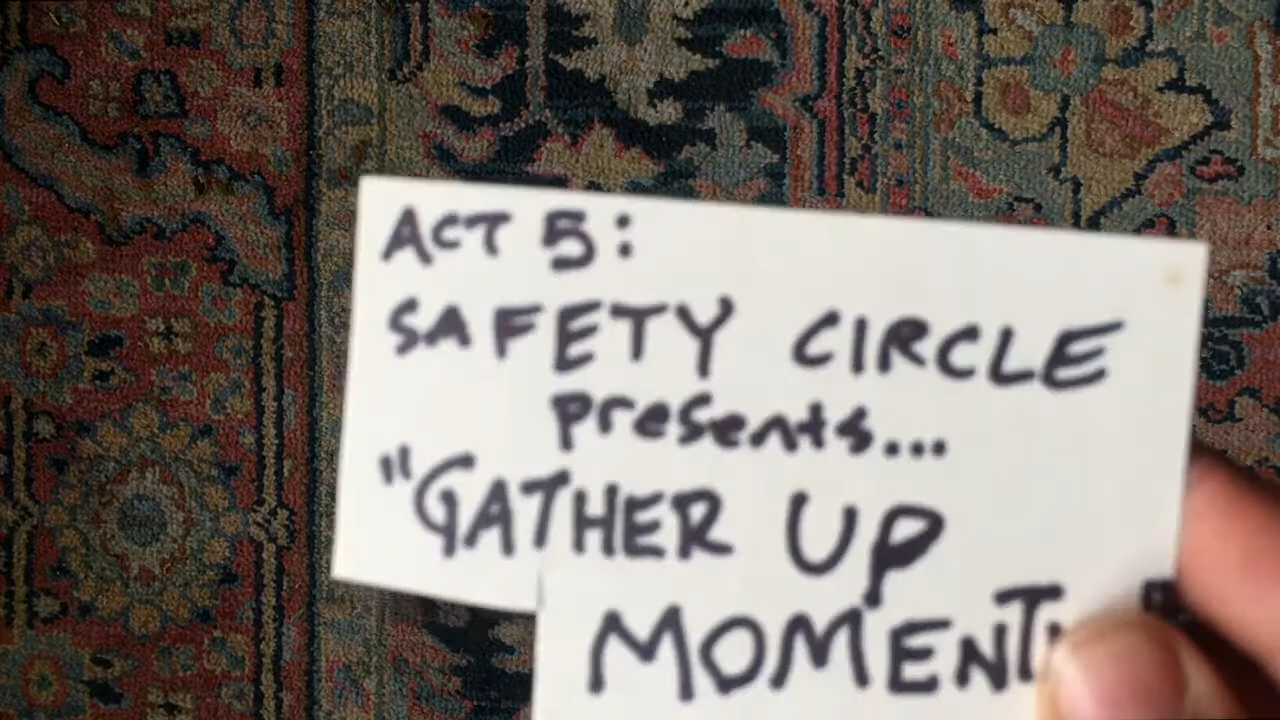 ACT 5:
SAFETY CIRCLE
presents...
"GATHER UP
MOMENT